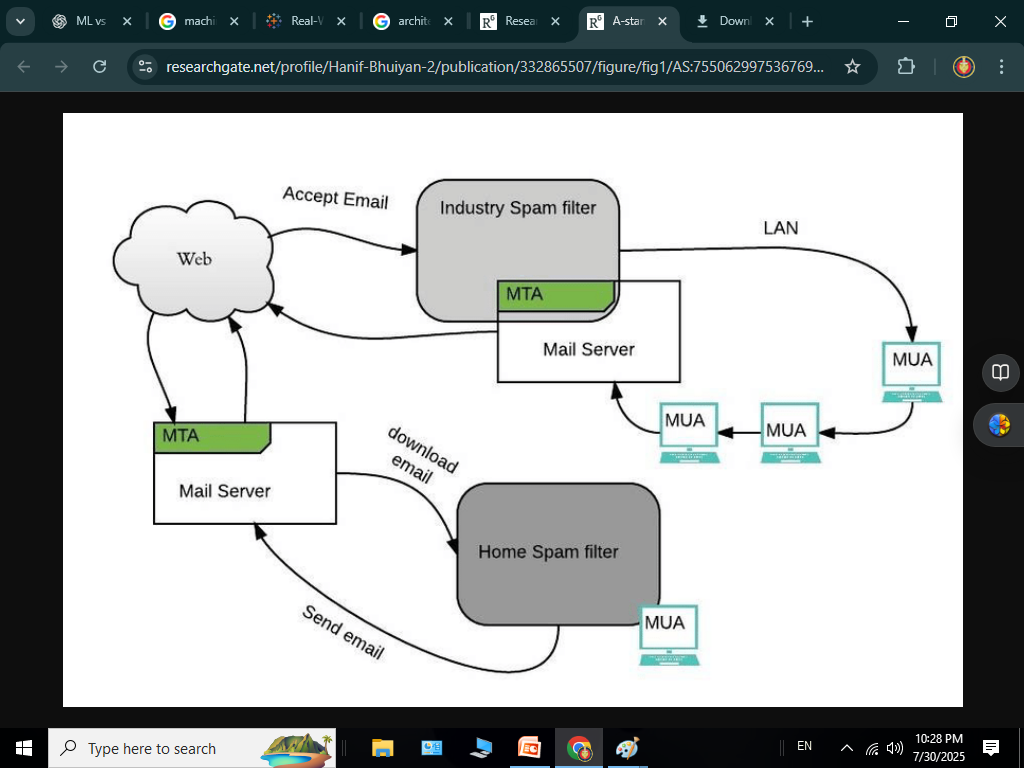 ML vs
machi
Real-V
archit
Resea
A-star
Downl
researchgate.net/profile/Hanif-Bhuiyan-2/publication/332865507/figure/fig1/AS:755062997536769...
Accept Email
Industry Spam filter
LAN
Web
MTA
Mail Server
MUA
MUA
MUA
MTA
Mail Server
download
email
Home Spam filter
Send email
MUA
Type here to search
EN
10:28 PM
7/30/2025